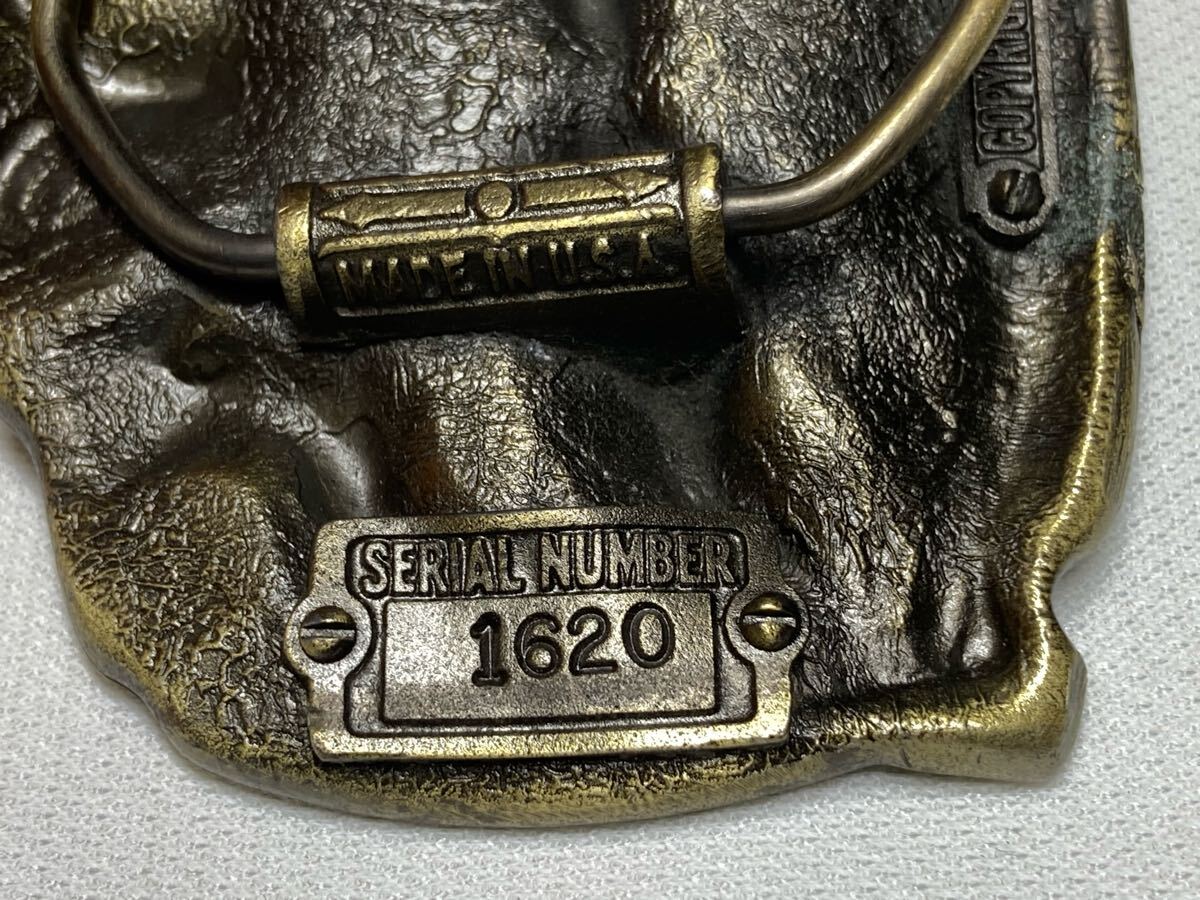 MADE IN U.S.A.
SERIAL NUMBER
1620